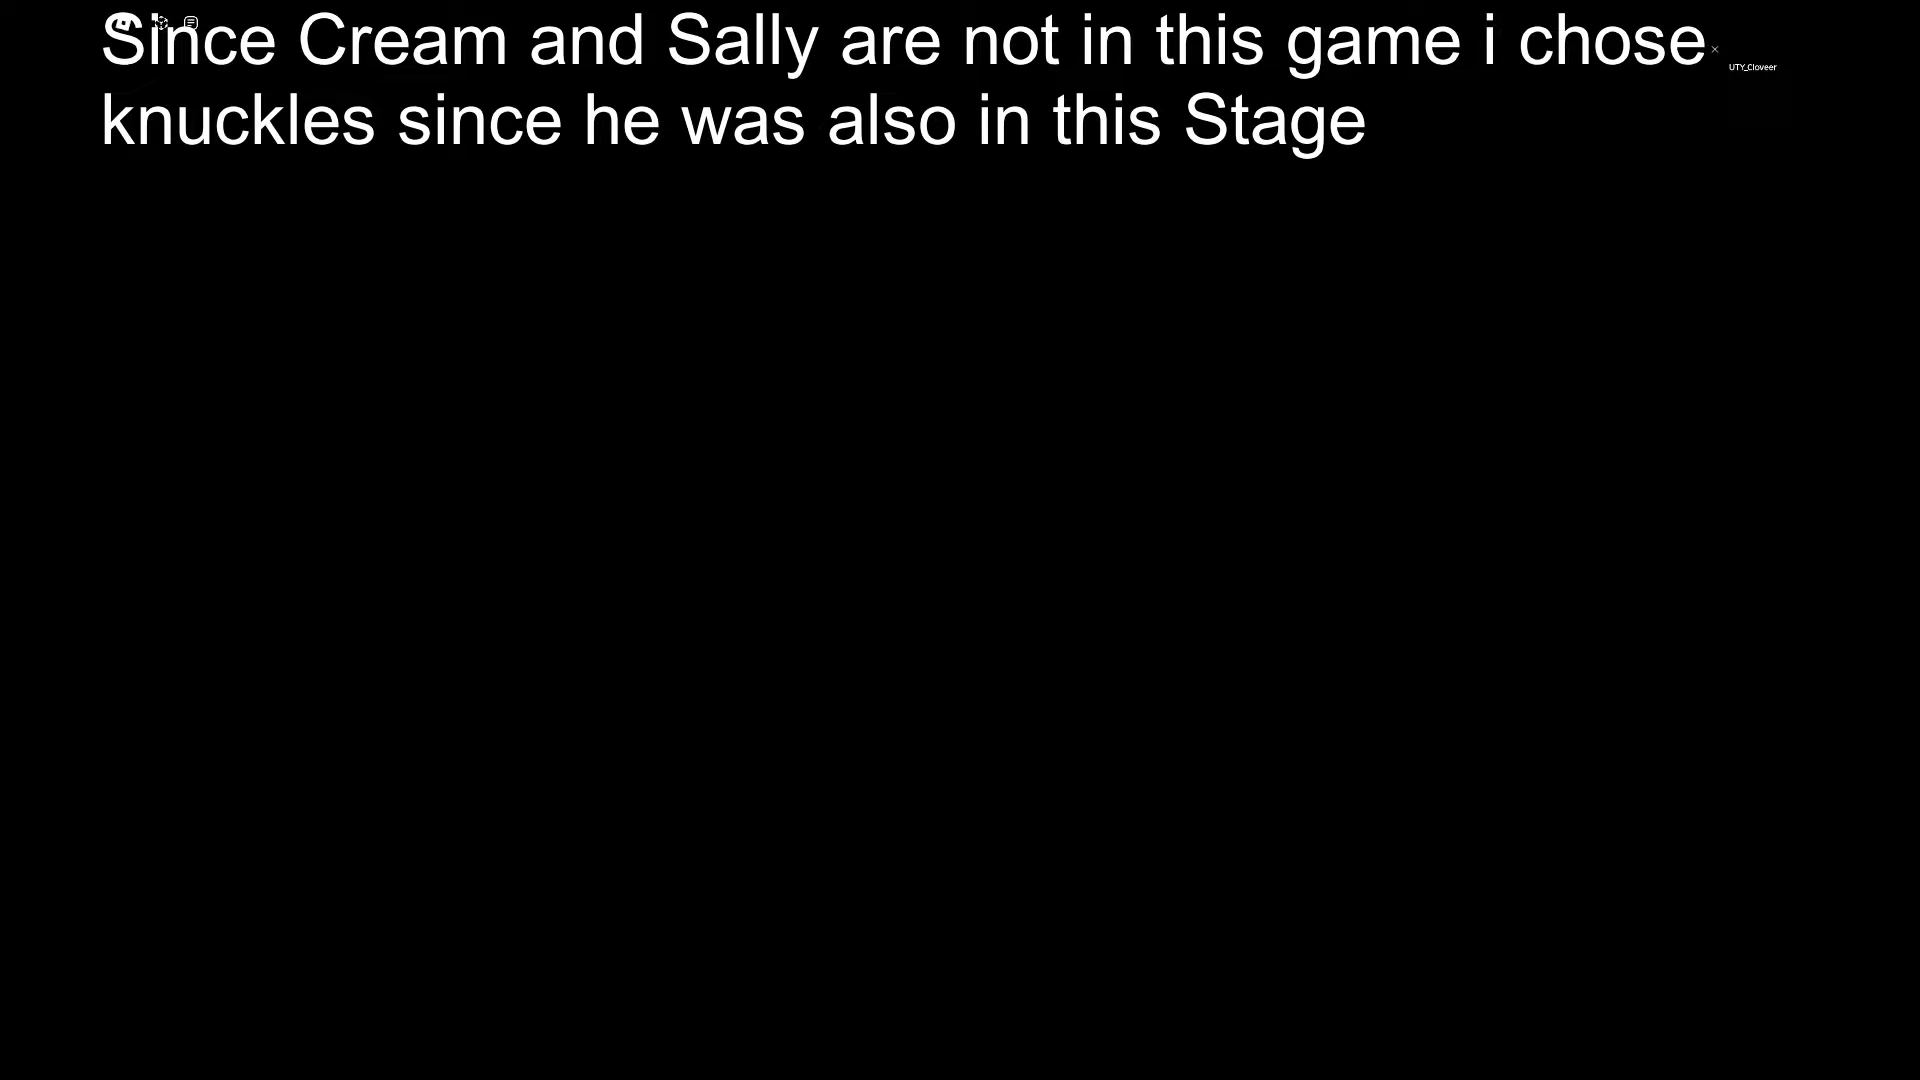 Since Cream and Sally are not in this game i chose
UTY_Cloveer
knuckles since he was also in this Stage